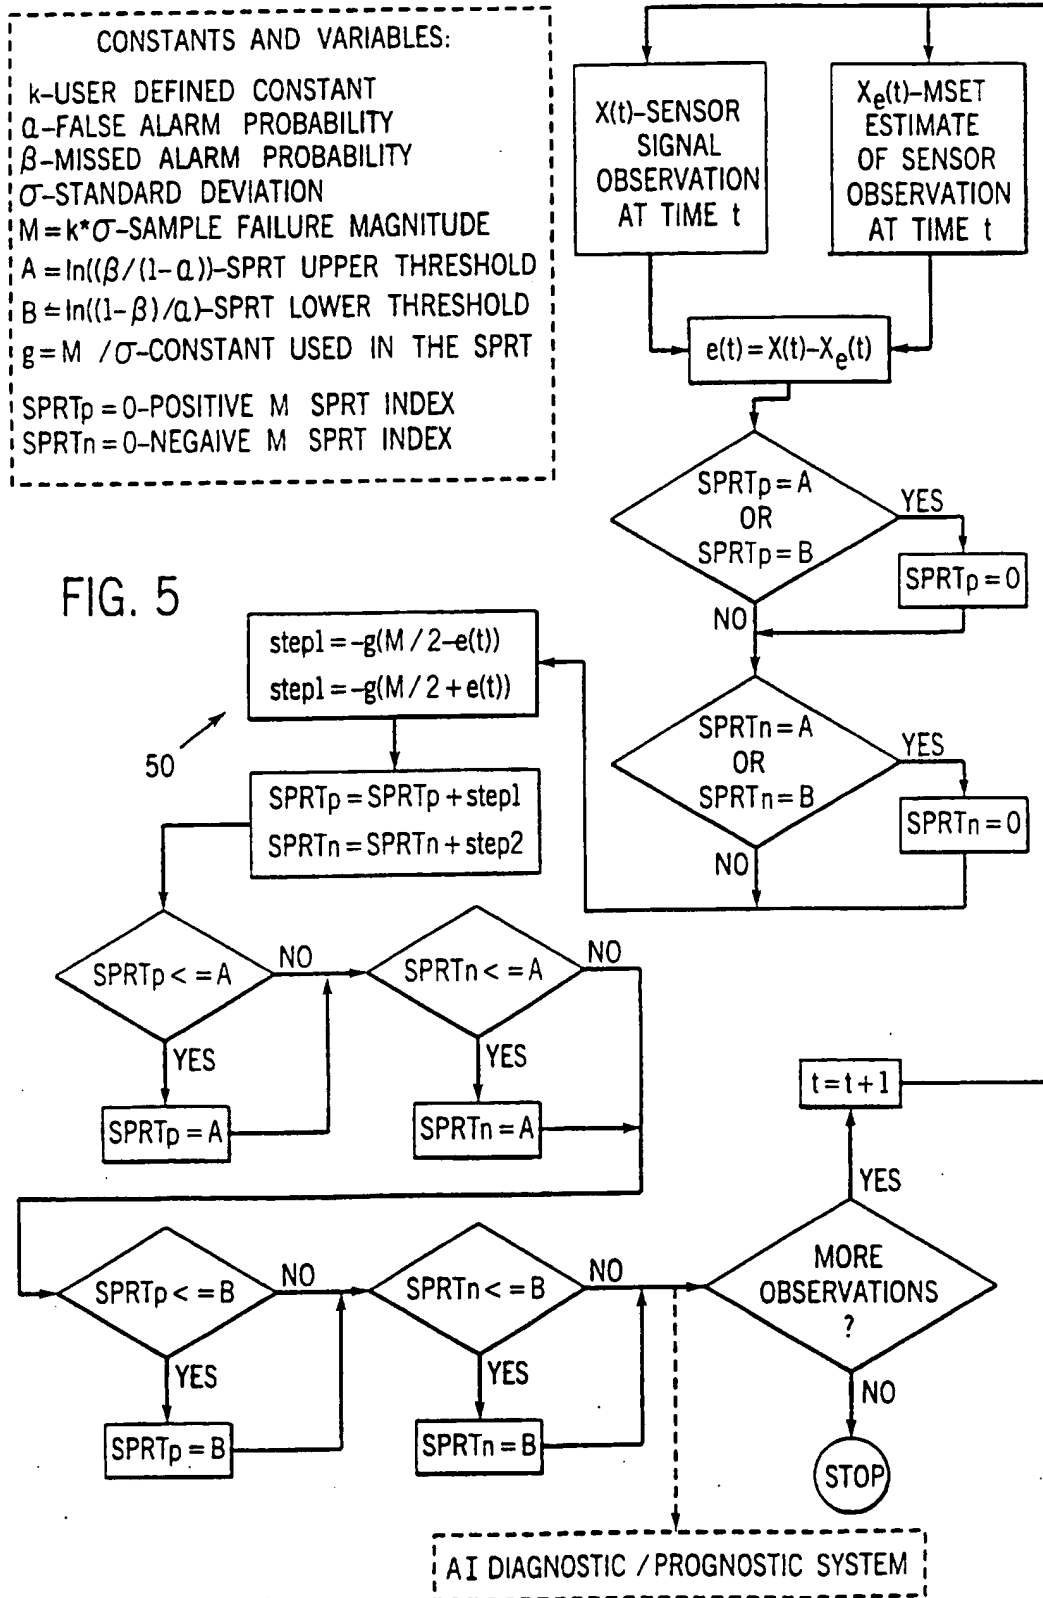 CONSTANTS AND VARIABLES:
k-USER DEFINED CONSTANT
α-FALSE ALARM PROBABILITY
β-MISSED ALARM PROBABILITY
σ-STANDARD DEVIATION
M=k*σ-SAMPLE FAILURE MAGNITUDE
A=ln((β/(1-α))-SPRT UPPER THRESHOLD
B=ln((1-β)/α)-SPRT LOWER THRESHOLD
g=M /σ-CONSTANT USED IN THE SPRT
SPRTp=0-POSITIVE M SPRT INDEX
SPRTn=0-NEGAIVE M SPRT INDEX
X(t)-SENSOR
SIGNAL
OBSERVATION
AT TIME t
Xe(t)-MSET
ESTIMATE
OF SENSOR
OBSERVATION
AT TIME t
e(t)=X(t)-Xe(t)
SPRTp=A
OR
SPRTp=B
YES
SPRTp=0
NO
SPRTn=A
OR
SPRTn=B
YES
SPRTn=0
NO
FIG. 5
step1=-g(M/2-e(t))
step1=-g(M/2+e(t))
50
SPRTp=SPRTp+step1
SPRTn=SPRTn+step2
SPRTp<=A
NO
YES
SPRTp=A
SPRTn<=A
NO
YES
SPRTn=A
SPRTp<=B
NO
YES
SPRTp=B
SPRTn<=B
NO
YES
SPRTn=B
t=t+1
YES
MORE
OBSERVATIONS
?
NO
STOP
AI DIAGNOSTIC /PROGNOSTIC SYSTEM